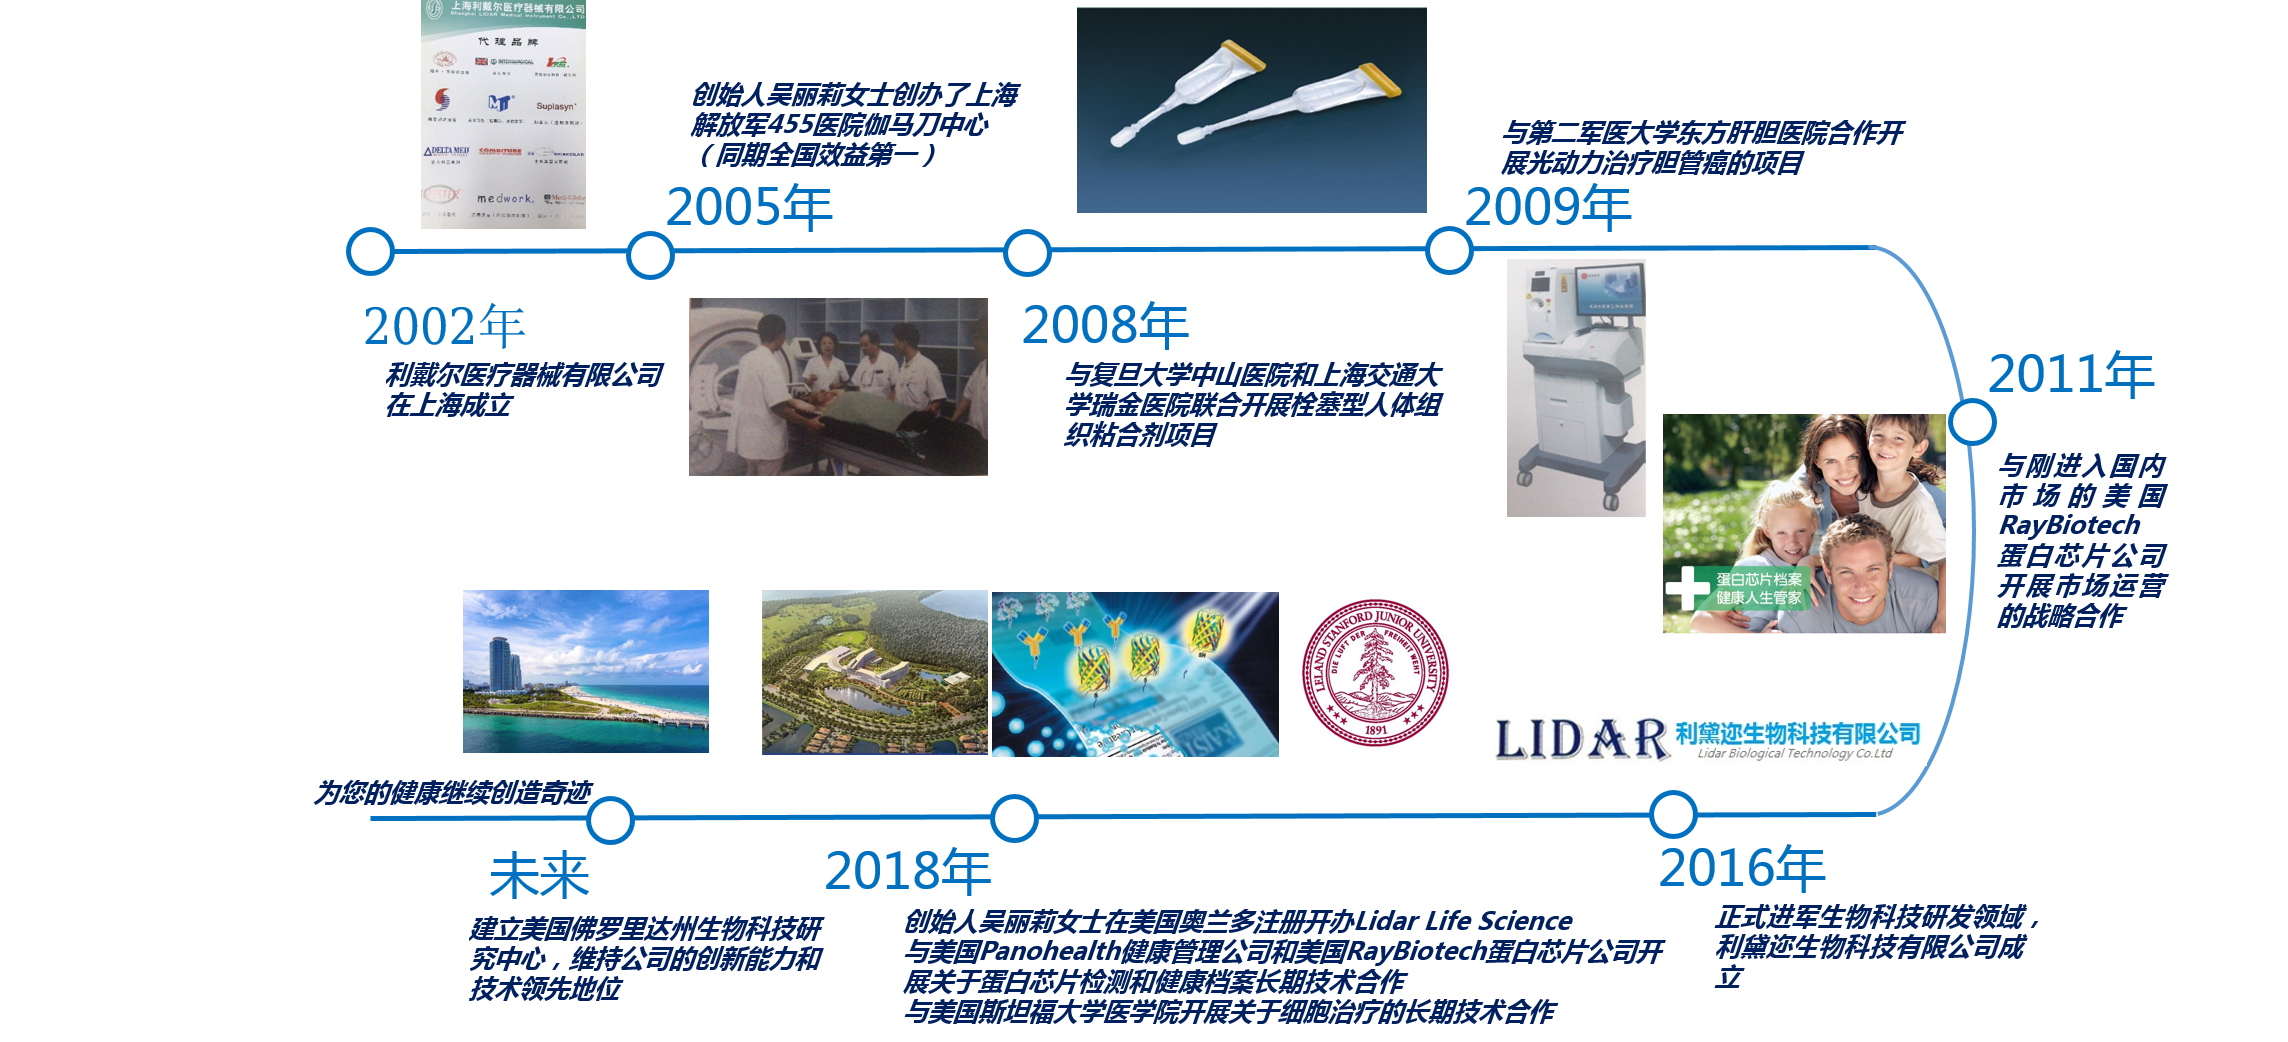 上海利戴尔医疗器械有限公司
Shanghai LIDAR Medical Instrument Co.,LTD
代理品牌
INTERSURGICAL
Suplasyn
DELTA MED
COMBITUBE
medwork
创始人吴丽莉女士创办了上海
解放军455医院伽马刀中心
（同期全国效益第一）
2005年
与第二军医大学东方肝胆医院合作开
展光动力治疗胆管癌的项目
2009年
2002年
利戴尔医疗器械有限公司
在上海成立
2008年
与复旦大学中山医院和上海交通大
学瑞金医院联合开展栓塞型人体组
织粘合剂项目
2011年
与刚进入国内
市场的美国
RayBiotech
蛋白芯片公司
开展市场运营
的战略合作
蛋白芯片档案
健康人生管家
LELAND STANFORD JUNIOR UNIVERSITY
DIE LUFT DER FREIHEIT WEHT
1891
LIDAR 利黛迩生物科技有限公司
Lidar Biological Technology Co.Ltd
为您的健康继续创造奇迹
未来
建立美国佛罗里达州生物科技研
究中心，维持公司的创新能力和
技术领先地位
2018年
创始人吴丽莉女士在美国奥兰多注册开办Lidar Life Science
与美国Panohealth健康管理公司和美国RayBiotech蛋白芯片公司开
展关于蛋白芯片检测和健康档案长期技术合作
与美国斯坦福大学医学院开展关于细胞治疗的长期技术合作
2016年
正式进军生物科技研发领域，
利黛迩生物科技有限公司成
立